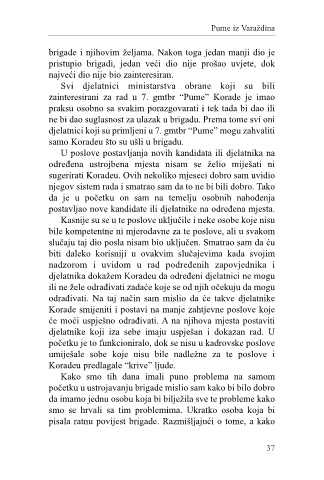 Pume iz Varaždina
brigade i njihovim željama. Nakon toga jedan manji dio je
pristupio brigadi, jedan veći dio nije prošao uvjete, dok
najveći dio nije bio zainteresiran.
Svi djelatnici ministarstva obrane koji su bili
zainteresirani za rad u 7. gmtbr “Pume” Korade je imao
praksu osobno sa svakim porazgovarati i tek tada bi dao ili
ne bi dao suglasnost za ulazak u brigadu. Prema tome svi oni
djelatnici koji su primljeni u 7. gmtbr “Pume” mogu zahvaliti
samo Koradeu što su ušli u brigadu.
U poslove postavljanja novih kandidata ili djelatnika na
određena ustrojbena mjesta nisam se želio miješati ni
sugerirati Koradeu. Ovih nekoliko mjeseci dobro sam uvidio
njegov sistem rada i smatrao sam da to ne bi bili dobro. Tako
da je u početku on sam na temelju osobnih nahođenja
postavljao nove kandidate ili djelatnike na određena mjesta.
Kasnije su se u te poslove uključile i neke osobe koje nisu
bile kompetentne ni mjerodavne za te poslove, ali u svakom
slučaju taj dio posla nisam bio uključen. Smatrao sam da ću
biti daleko korisniji u ovakvim slučajevima kada svojim
nadzorom i uvidom u rad podređenih zapovjednika i
djelatnika dokažem Koradeu da određeni djelatnici ne mogu
ili ne žele odrađivati zadaće koje se od njih očekuju da mogu
odrađivati. Na taj način sam mislio da će takve djelatnike
Korade smijeniti i postavi na manje zahtjevne poslove koje
će moći uspješno odrađivati. A na njihova mjesta postaviti
djelatnike koji iza sebe imaju uspješan i dokazan rad. U
početku je to funkcioniralo, dok se nisu u kadrovske poslove
umiješale sobe koje nisu bile nadležne za te poslove i
Koradeu predlagale “krive” ljude.
Kako smo tih dana imali puno problema na samom
početku u ustrojavanju brigade mislio sam kako bi bilo dobro
da imamo jednu osobu koja bi bilježila sve te probleme kako
smo se hrvali sa tim problemima. Ukratko osoba koja bi
pisala ratnu povijest brigade. Razmišljajući o tome, a kako
37